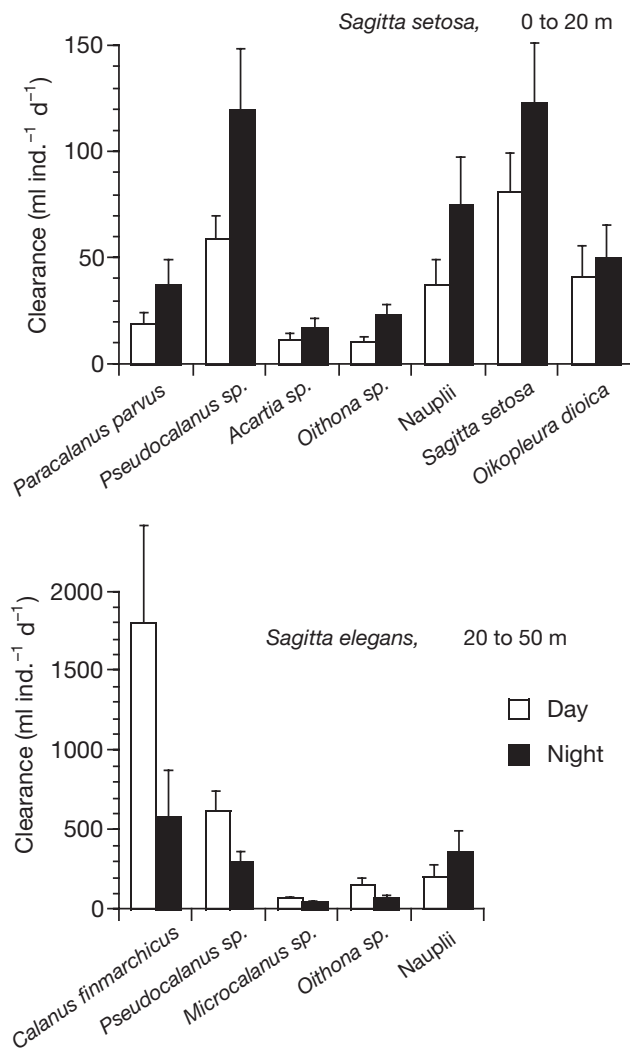 Sagitta setosa, 0 to 20 m
150
100
50
0
Clearance (ml ind.⁻¹ d⁻¹)
Paracalanus parvus
Pseudocalanus sp.
Acartia sp.
Oithona sp.
Nauplii
Sagitta setosa
Oikopleura dioica
Sagitta elegans, 20 to 50 m
2000
1500
1000
500
0
Clearance (ml ind.⁻¹ d⁻¹)
Day
Night
Calanus finmarchicus
Pseudocalanus sp.
Microcalanus sp.
Oithona sp.
Nauplii